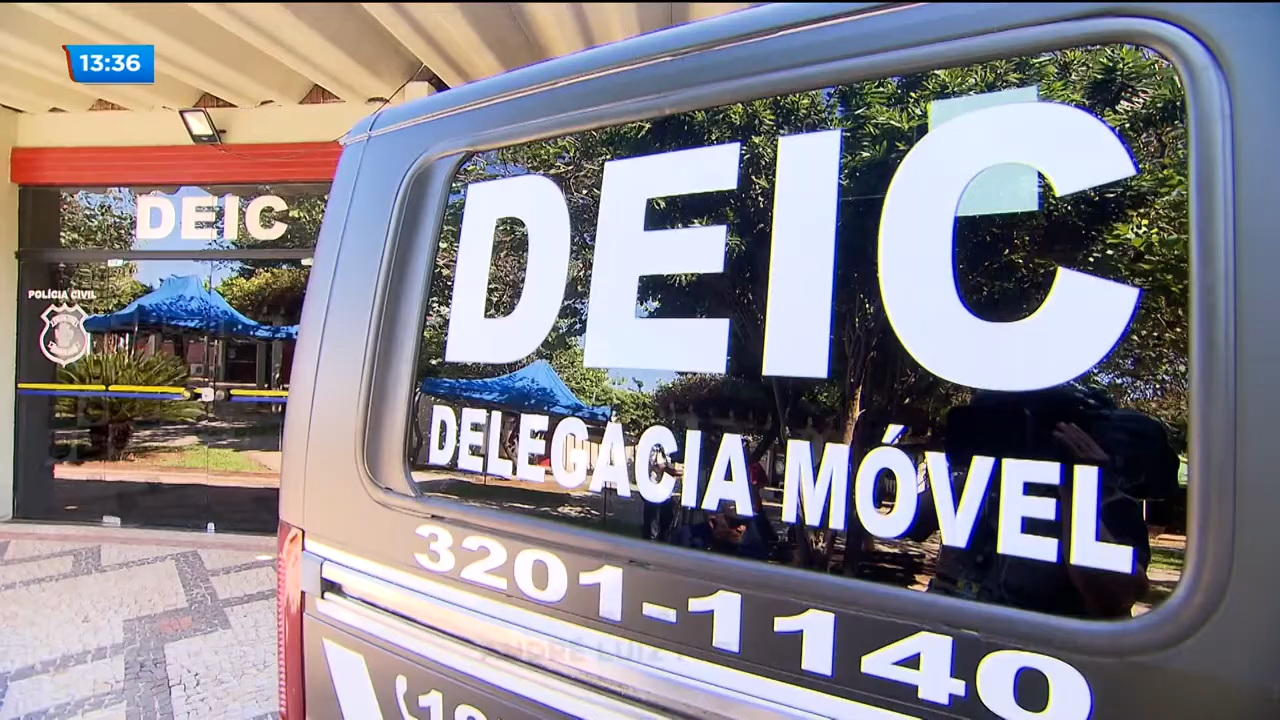 13:36
DEIC
POLÍCIA CIVIL
DEIC
DELEGACIA MÓVEL
3201-1140